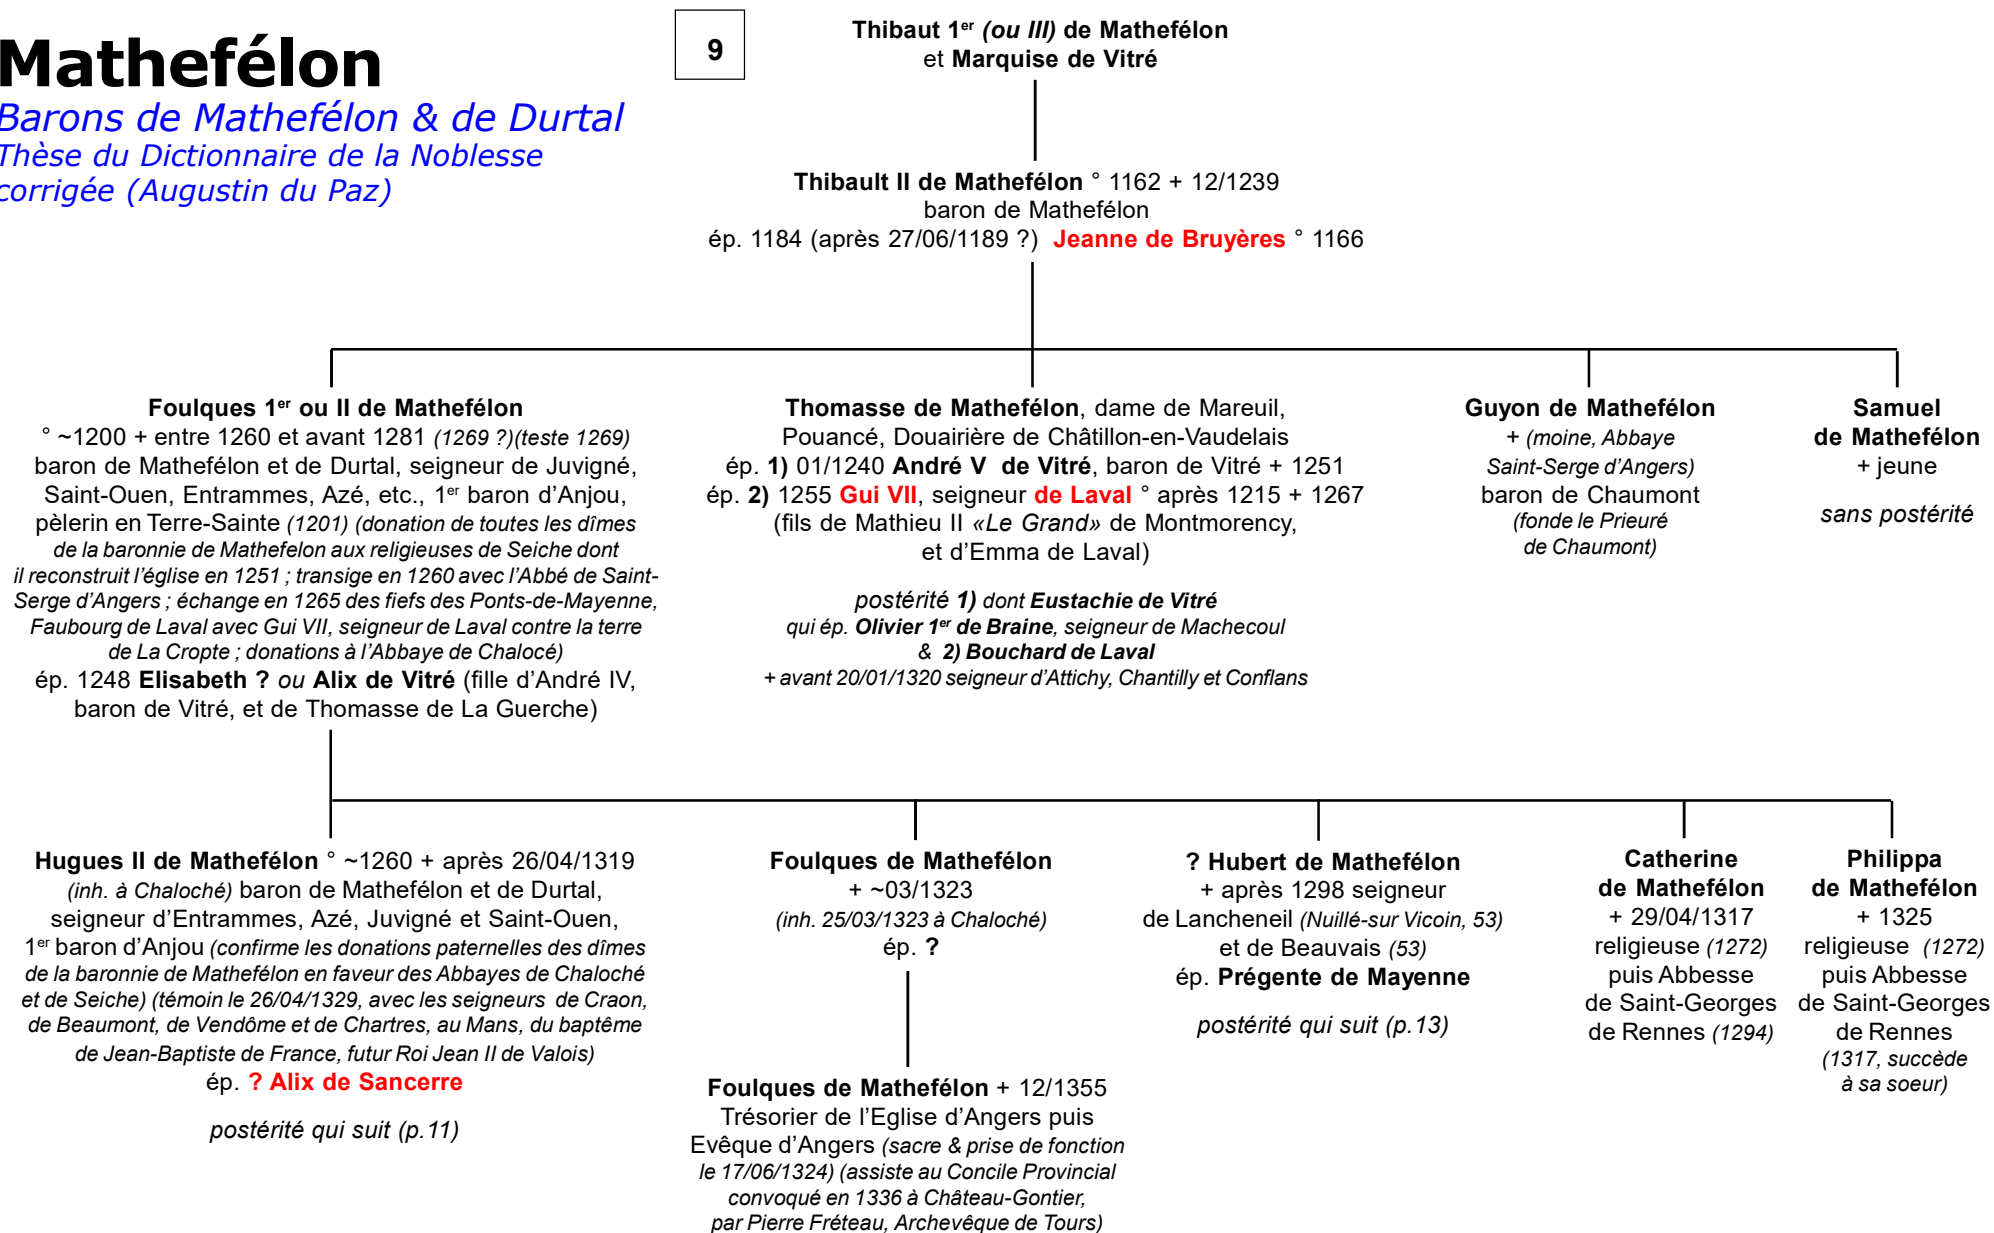 Mathefélon
Barons de Mathefélon & de Durtal
Thèse du Dictionnaire de la Noblesse
corrigée (Augustin du Paz)
9
Thibaut 1er (ou III) de Mathefélon
et Marquise de Vitré
Thibault II de Mathefélon ° 1162 + 12/1239
baron de Mathefélon
ép. 1184 (après 27/06/1189 ?) Jeanne de Bruyères ° 1166
Foulques 1er ou II de Mathefélon
° ~1200 + entre 1260 et avant 1281 (1269 ?)(teste 1269)
baron de Mathefélon et de Durtal, seigneur de Juvigné,
Saint-Ouen, Entrammes, Azé, etc., 1er baron d’Anjou,
pèlerin en Terre-Sainte (1201) (donation de toutes les dîmes
de la baronnie de Mathefelon aux religieuses de Seiche dont
il reconstruit l’église en 1251 ; transige en 1260 avec l’Abbé de Saint-
Serge d’Angers ; échange en 1265 des fiefs des Ponts-de-Mayenne,
Faubourg de Laval avec Gui VII, seigneur de Laval contre la terre
de La Cropte ; donations à l’Abbaye de Chalocé)
ép. 1248 Elisabeth ? ou Alix de Vitré (fille d’André IV,
baron de Vitré, et de Thomasse de La Guerche)
Thomasse de Mathefélon, dame de Mareuil,
Pouancé, Douairière de Châtillon-en-Vaudelais
ép. 1) 01/1240 André V de Vitré, baron de Vitré + 1251
ép. 2) 1255 Gui VII, seigneur de Laval ° après 1215 + 1267
(fils de Mathieu II «Le Grand» de Montmorency,
et d’Emma de Laval)
postérité 1) dont Eustachie de Vitré
qui ép. Olivier 1er de Braine, seigneur de Machecoul
& 2) Bouchard de Laval
+ avant 20/01/1320 seigneur d’Attichy, Chantilly et Conflans
Guyon de Mathefélon
+ (moine, Abbaye
Saint-Serge d’Angers)
baron de Chaumont
(fonde le Prieuré
de Chaumont)
Samuel
de Mathefélon
+ jeune
sans postérité
Hugues II de Mathefélon ° ~1260 + après 26/04/1319
(inh. à Chaloché) baron de Mathefélon et de Durtal,
seigneur d’Entrammes, Azé, Juvigné et Saint-Ouen,
1er baron d’Anjou (confirme les donations paternelles des dîmes
de la baronnie de Mathefélon en faveur des Abbayes de Chaloché
et de Seiche) (témoin le 26/04/1329, avec les seigneurs de Craon,
de Beaumont, de Vendôme et de Chartres, au Mans, du baptême
de Jean-Baptiste de France, futur Roi Jean II de Valois)
ép. ? Alix de Sancerre
postérité qui suit (p.11)
Foulques de Mathefélon
+ ~03/1323
(inh. 25/03/1323 à Chaloché)
ép. ?
Foulques de Mathefélon + 12/1355
Trésorier de l’Eglise d’Angers puis
Evêque d’Angers (sacre & prise de fonction
le 17/06/1324) (assiste au Concile Provincial
convoqué en 1336 à Château-Gontier,
par Pierre Fréteau, Archevêque de Tours)
? Hubert de Mathefélon
+ après 1298 seigneur
de Lancheneil (Nuillé-sur Vicoin, 53)
et de Beauvais (53)
ép. Prégente de Mayenne
postérité qui suit (p.13)
Catherine
de Mathefélon
+ 29/04/1317
religieuse (1272)
puis Abbesse
de Saint-Georges
de Rennes (1294)
Philippa
de Mathefélon
+ 1325
religieuse (1272)
puis Abbesse
de Saint-Georges
de Rennes
(1317, succède
à sa soeur)